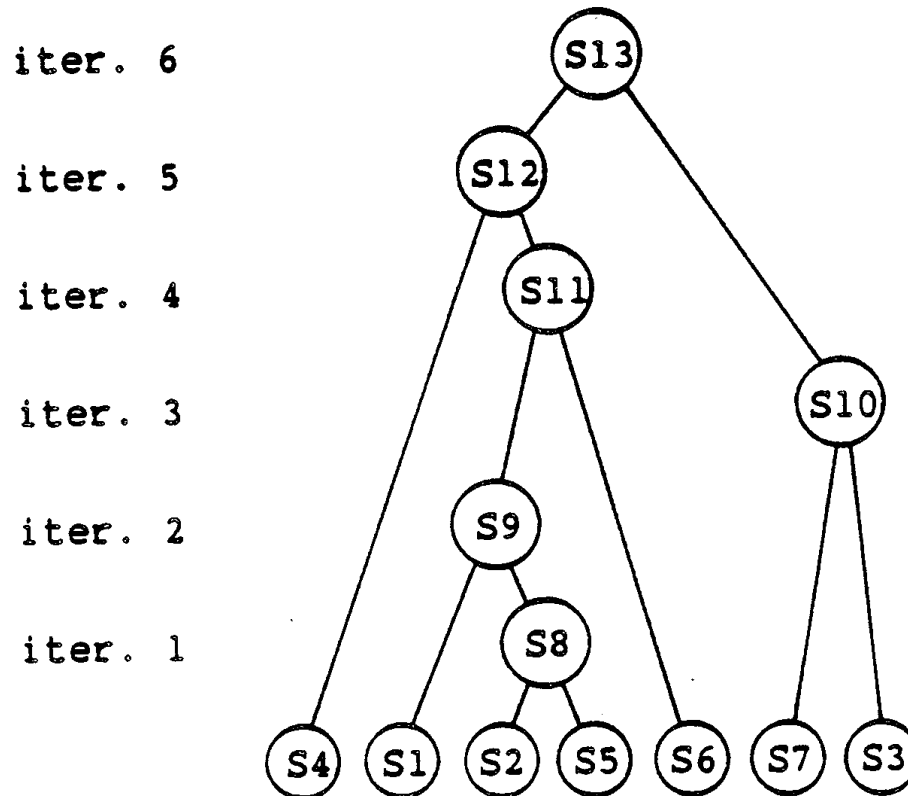 iter. 6 S13
iter. 5 S12
iter. 4 S11
iter. 3 S10
iter. 2 S9
iter. 1 S8
S4 S1 S2 S5 S6 S7 S3